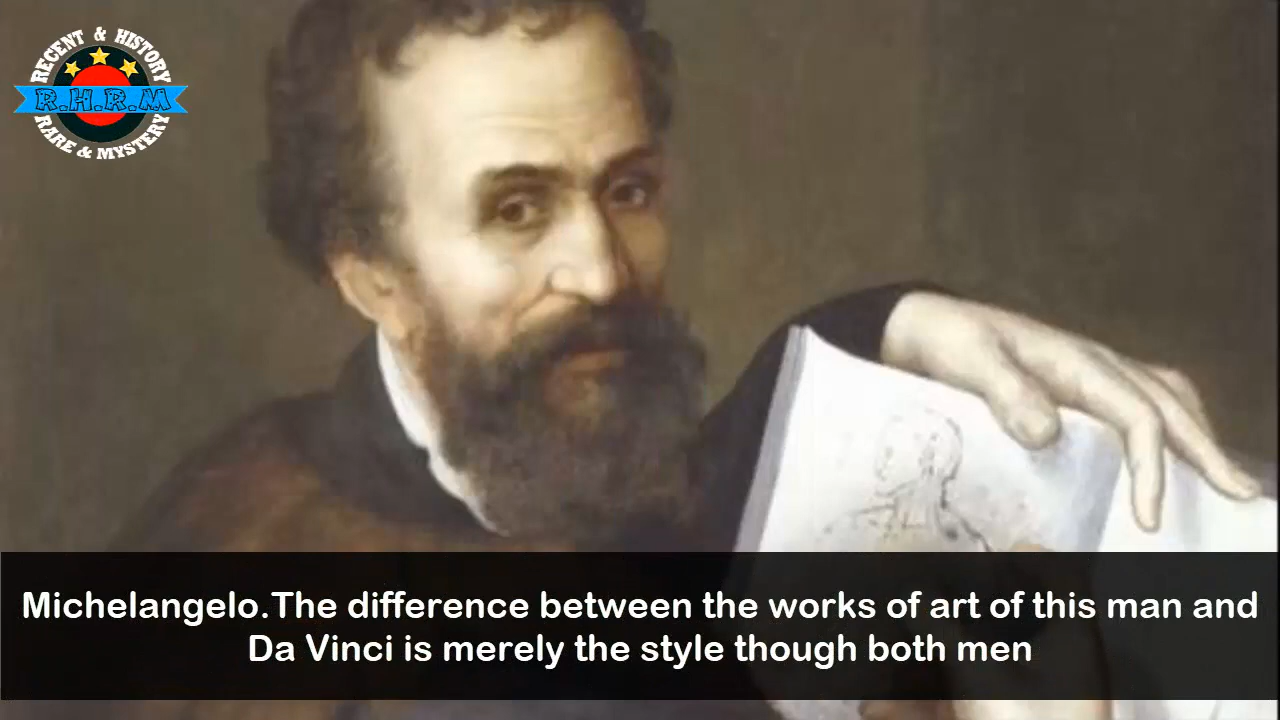 RECENT & HISTORY
R.H.R.M
RARE & MYSTERY
Michelangelo.The difference between the works of art of this man and
Da Vinci is merely the style though both men